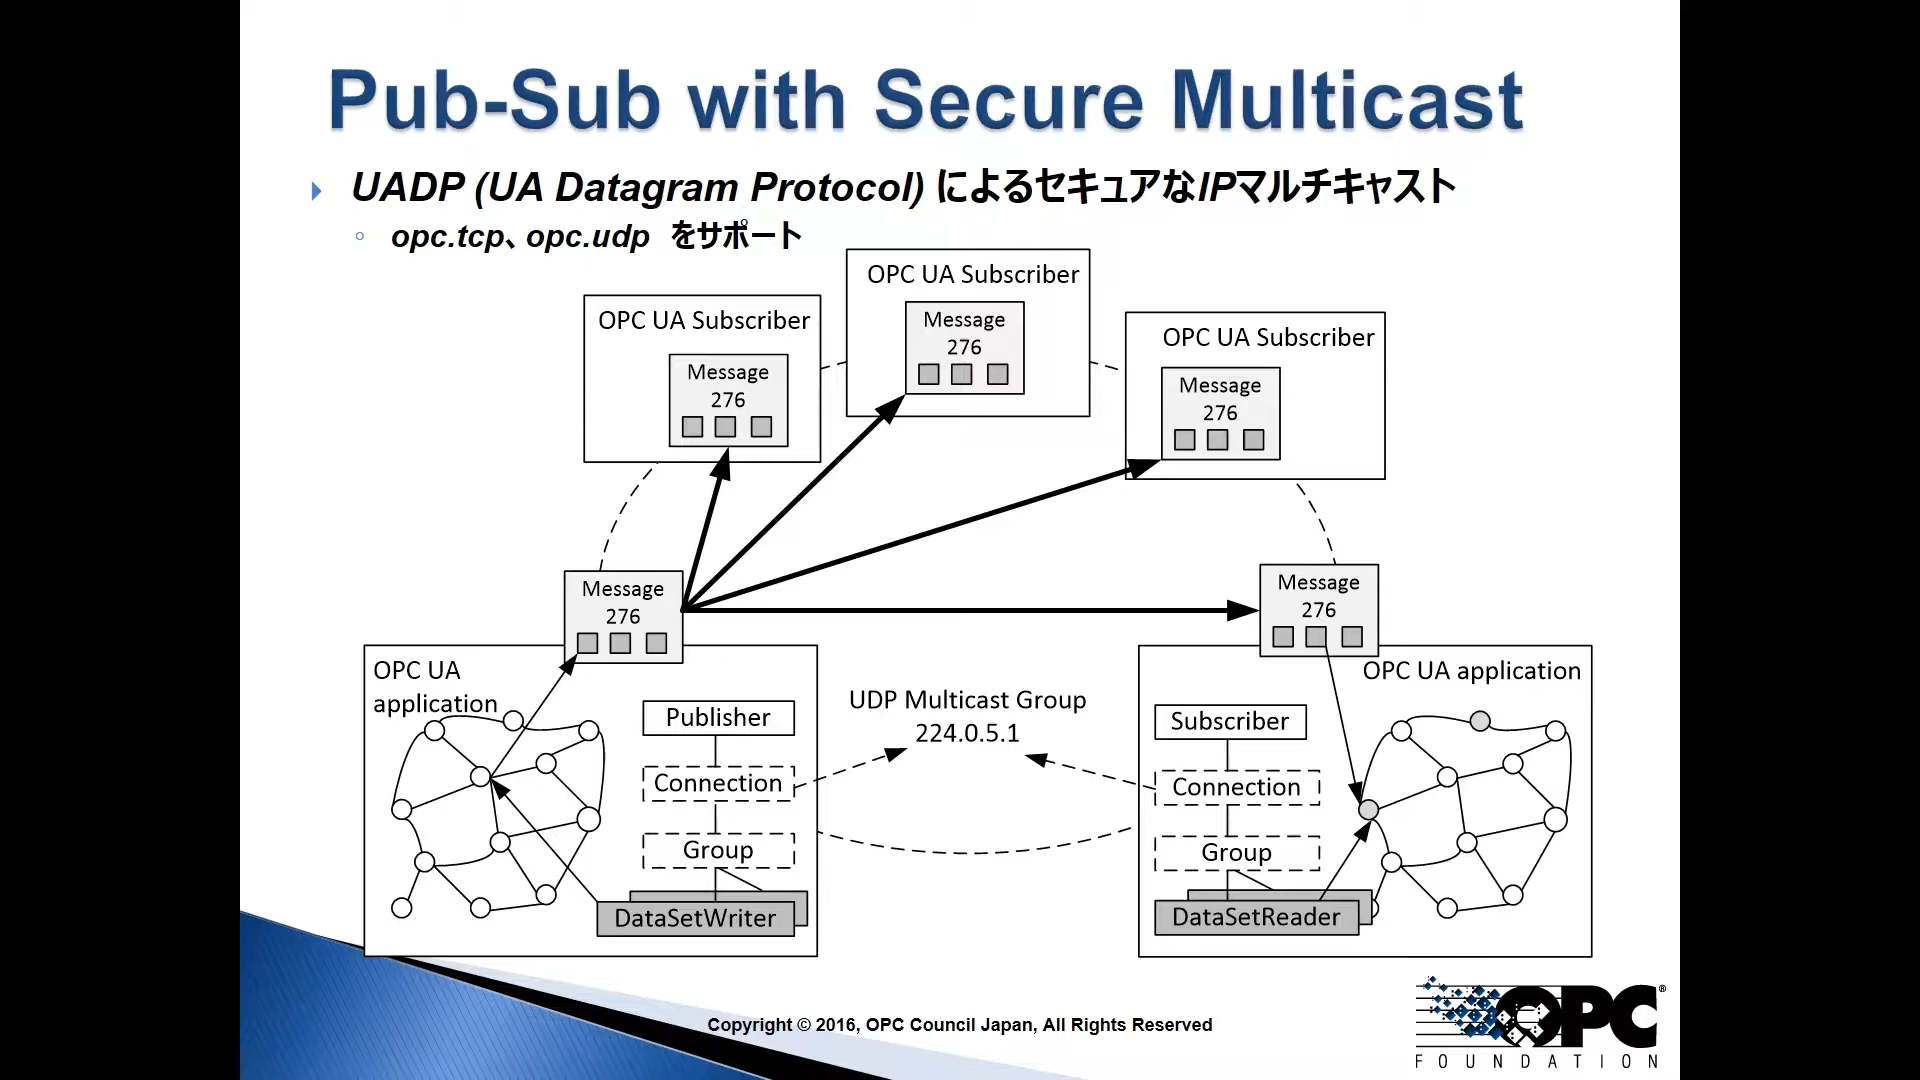 Pub-Sub with Secure Multicast
UADP (UA Datagram Protocol) によるセキュアなIPマルチキャスト
opc.tcp、opc.udp をサポート
OPC UA Subscriber
Message
276
OPC UA Subscriber
Message
276
OPC UA Subscriber
Message
276
Message
276
Message
276
OPC UA
application
Publisher
Connection
Group
DataSetWriter
UDP Multicast Group
224.0.5.1
OPC UA application
Subscriber
Connection
Group
DataSetReader
Copyright © 2016, OPC Council Japan, All Rights Reserved
OPC®
FOUNDATION